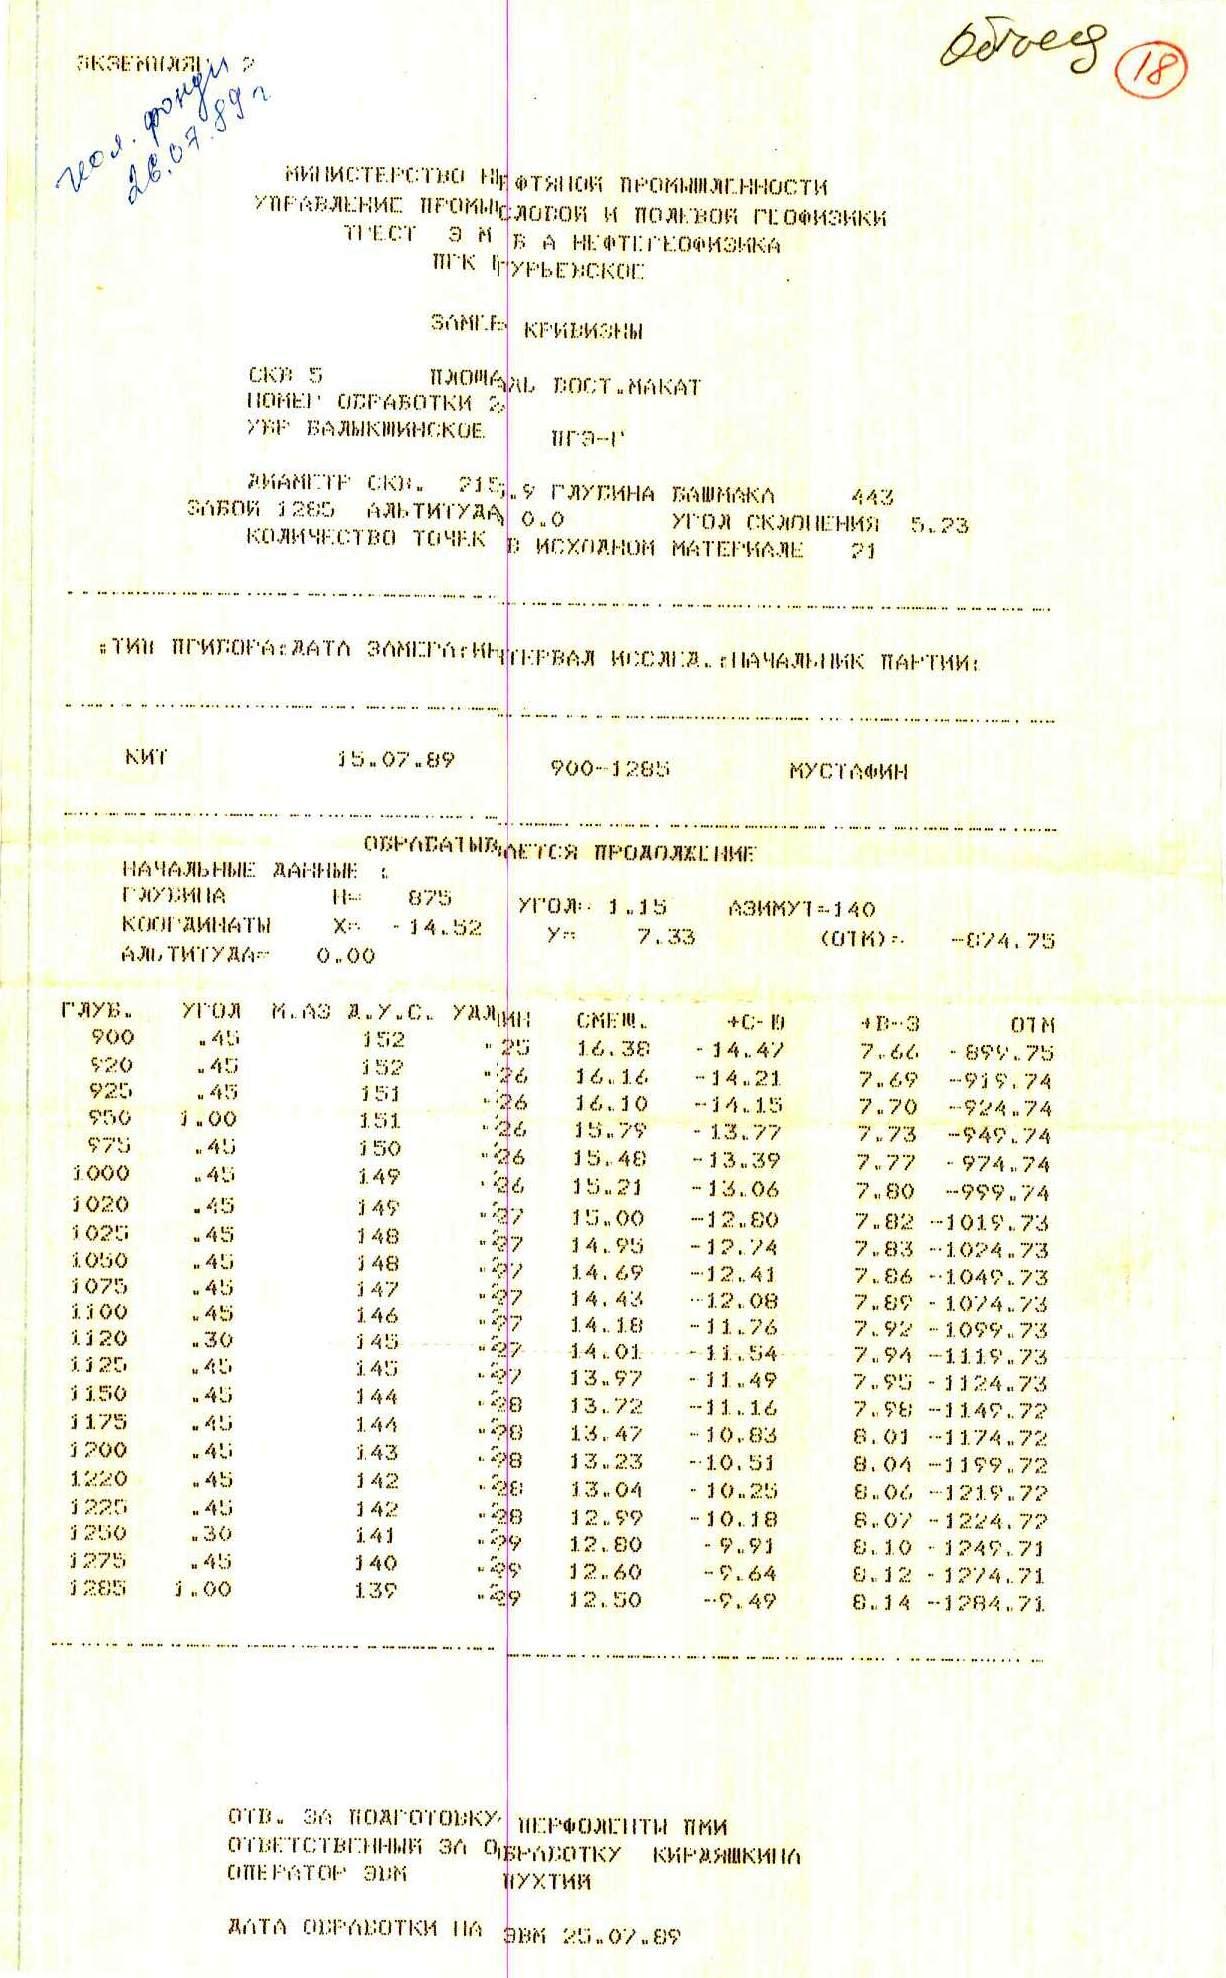 ЭКЗЕМПЛЯР 2
18
геол. фонды
26.07.89 г
МИНИСТЕРСТВО НЕФТЯНОЙ ПРОМЫШЛЕННОСТИ
УПРАВЛЕНИЕ ПРОМЫСЛОВОЙ И ПОЛЕВОЙ ГЕОФИЗИКИ
ТРЕСТ Э М Б А НЕФТЕГЕОФИЗИКА
ПГК ГУРЬЕВСКОЕ
ЗАМЕР КРИВИЗНЫ
СКВ 5 ПЛОЩАДЬ ВОСТ.МАКАТ
НОМЕР ОБРАБОТКИ 2
УБР БАЛЫКШИНСКОЕ ПГЭ-Г
ДИАМЕТР СКВ. 215.9 ГЛУБИНА БАШМАКА 443
ЗАБОЙ 1285 АЛЬТИТУДА 0.0 УГОЛ СКЛОНЕНИЯ 5.23
КОЛИЧЕСТВО ТОЧЕК В ИСХОДНОМ МАТЕРИАЛЕ 21
:ТИП ПРИБОРА:ДАТА ЗАМЕРА:ИНТЕРВАЛ ИССЛЕД.:НАЧАЛЬНИК ПАРТИИ:
КИТ 15.07.89 900-1285 МУСТАФИН
ОБРАБАТЫВАЕТСЯ ПРОДОЛЖЕНИЕ
НАЧАЛЬНЫЕ ДАННЫЕ :
ГЛУБИНА Н= 875 УГОЛ= 1.15 АЗИМУТ=140
КООРДИНАТЫ Х= -14.52 У= 7.33 (ОТМ)= -874.75
АЛЬТИТУДА= 0.00
ГЛУБ. УГОЛ М.АЗ Д.У.С. УДЛИН СМЕЩ. +С-Ю +В-З ОТМ
900 .45 152 .25 16.38 -14.47 7.66 -899.75
920 .45 152 .26 16.16 -14.21 7.69 -919.74
925 .45 151 .26 16.10 -14.15 7.70 -924.74
950 1.00 151 .26 15.79 -13.77 7.73 -949.74
975 .45 150 .26 15.48 -13.39 7.77 -974.74
1000 .45 149 .26 15.21 -13.06 7.80 -999.74
1020 .45 149 .27 15.00 -12.80 7.82 -1019.73
1025 .45 148 .27 14.95 -12.74 7.83 -1024.73
1050 .45 148 .27 14.69 -12.41 7.86 -1049.73
1075 .45 147 .27 14.43 -12.08 7.89 -1074.73
1100 .45 146 .27 14.18 -11.76 7.92 -1099.73
1120 .30 145 .27 14.01 -11.54 7.94 -1119.73
1125 .45 145 .27 13.97 -11.49 7.95 -1124.73
1150 .45 144 .28 13.72 -11.16 7.98 -1149.72
1175 .45 144 .28 13.47 -10.83 8.01 -1174.72
1200 .45 143 .28 13.23 -10.51 8.04 -1199.72
1220 .45 142 .28 13.04 -10.25 8.06 -1219.72
1225 .45 142 .28 12.99 -10.18 8.07 -1224.72
1250 .30 141 .29 12.80 -9.91 8.10 -1249.71
1275 .45 140 .29 12.60 -9.64 8.12 -1274.71
1285 1.00 139 .29 12.50 -9.49 8.14 -1284.71
ОТВ. ЗА ПОДГОТОВКУ ПЕРФОЛЕНТЫ ПМИ
ОТВЕТСТВЕННЫЙ ЗА ОБРАБОТКУ КИРДЯШКИНА
ОПЕРАТОР ЭВМ ПУХТИЙ
ДАТА ОБРАБОТКИ НА ЭВМ 25.07.89